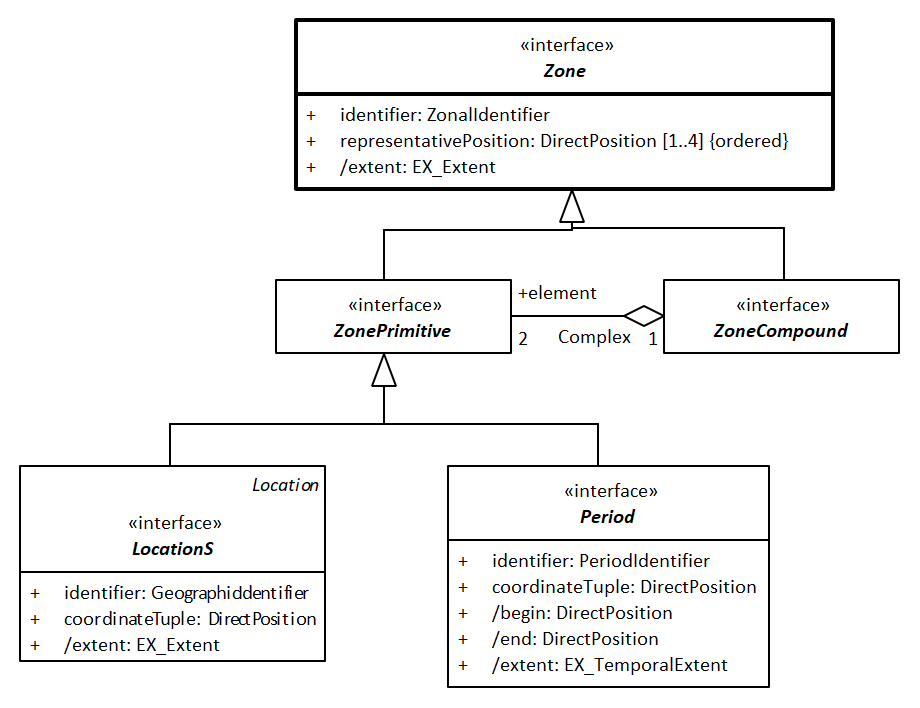 «interface»
Zone
+ identifier: ZonalIdentifier
+ representativePosition: DirectPosition [1..4] {ordered}
+ /extent: EX_Extent
«interface»
ZonePrimitive
+element
2 Complex 1
«interface»
ZoneCompound
Location
«interface»
LocationS
+ identifier: GeographidIdentifier
+ coordinateTuple: DirectPosition
+ /extent: EX_Extent
«interface»
Period
+ identifier: PeriodIdentifier
+ coordinateTuple: DirectPosition
+ /begin: DirectPosition
+ /end: DirectPosition
+ /extent: EX_TemporalExtent